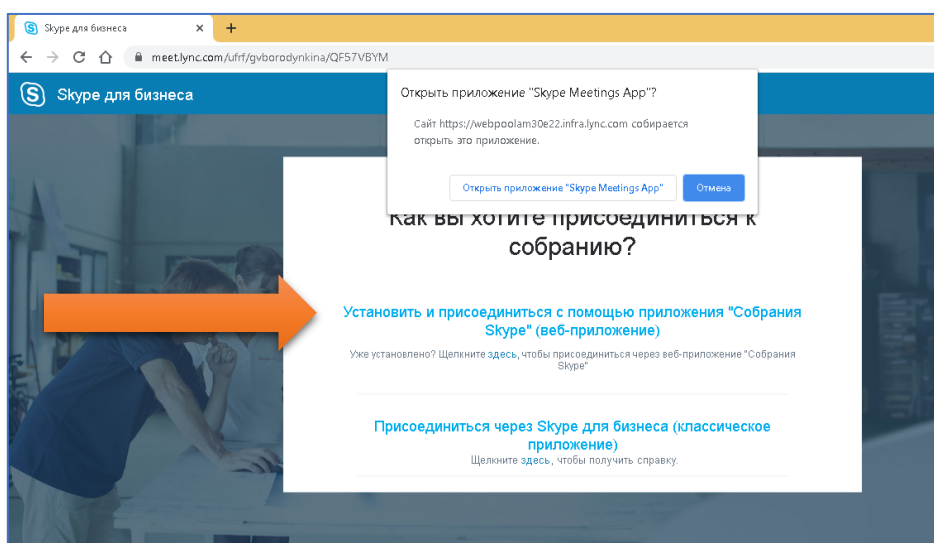 Skype для бизнеса
meet.lync.com/ufrf/gvborodynkina/QF57VBYM
Skype для бизнеса
Открыть приложение "Skype Meetings App"?
Сайт https://webpoolam30e22.infra.lync.com собирается
открыть это приложение.
Открыть приложение "Skype Meetings App"
Отмена
Как вы хотите присоединиться к
собранию?
Установить и присоединиться с помощью приложения "Собрания
Skype" (веб-приложение)
Уже установлено? Щелкните здесь, чтобы присоединиться через веб-приложение "Собрания
Skype"
Присоединиться через Skype для бизнеса (классическое
приложение)
Щелкните здесь, чтобы получить справку.